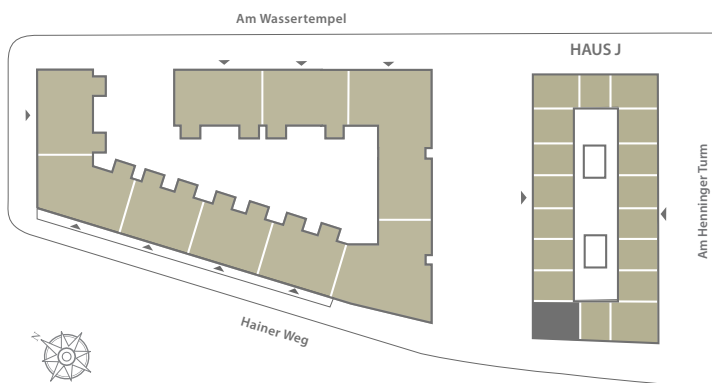 Am Wassertempel
HAUS J
Am Henninger Turm
Hainer Weg
N